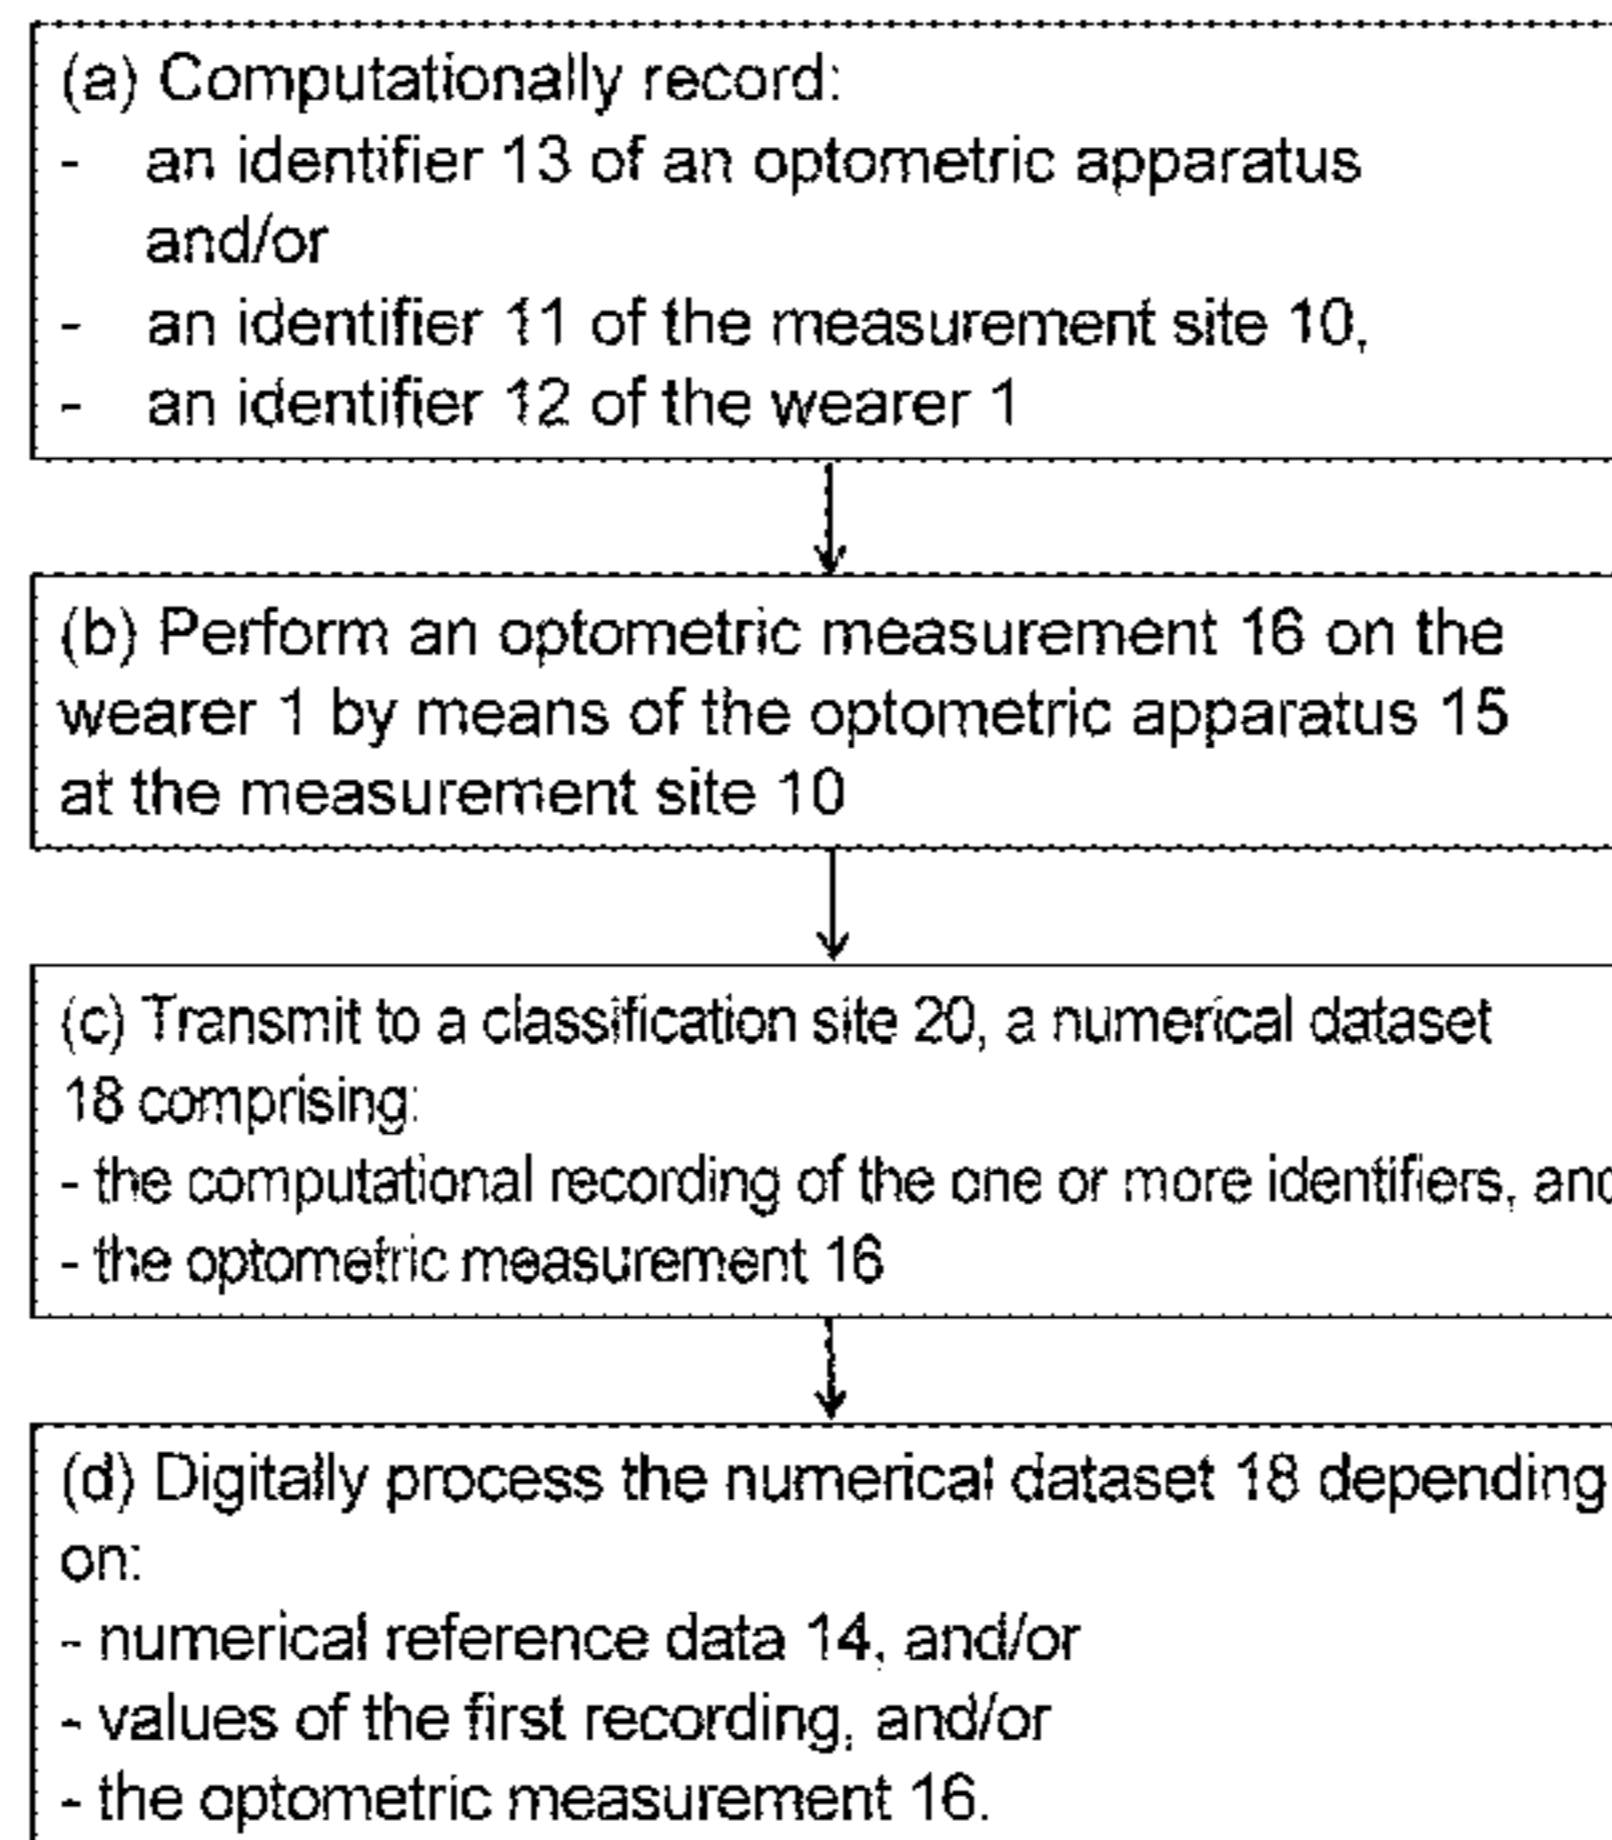 (a) Computationally record:
- an identifier 13 of an optometric apparatus
and/or
- an identifier 11 of the measurement site 10,
- an identifier 12 of the wearer 1
(b) Perform an optometric measurement 16 on the
wearer 1 by means of the optometric apparatus 15
at the measurement site 10
(c) Transmit to a classification site 20, a numerical dataset
18 comprising:
- the computational recording of the one or more identifiers, and
- the optometric measurement 16
(d) Digitally process the numerical dataset 18 depending
on:
- numerical reference data 14, and/or
- values of the first recording, and/or
- the optometric measurement 16.